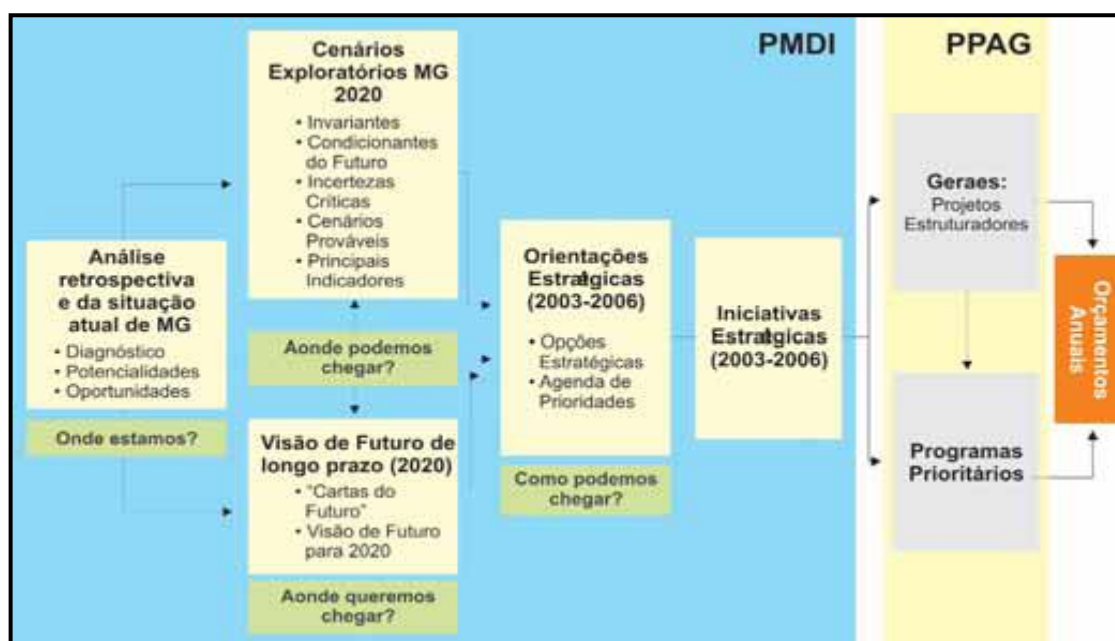 PMDI
PPAG
Análise
retrospectiva
e da situação
atual de MG
• Diagnóstico
• Potencialidades
• Oportunidades
Onde estamos?
Cenários
Exploratórios MG
2020
• Invariantes
• Condicionantes
do Futuro
• Incertezas
Críticas
• Cenários
Prováveis
• Principais
Indicadores
Aonde podemos
chegar?
Visão de Futuro de
longo prazo (2020)
• "Cartas do
Futuro"
• Visão de Futuro
para 2020
Aonde queremos
chegar?
Orientações
Estratégicas
(2003-2006)
• Opções
Estratégicas
• Agenda de
Prioridades
Como podemos
chegar?
Iniciativas
Estratégicas
(2003-2006)
Geraes:
Projetos
Estruturadores
Programas
Prioritários
Orçamentos
Anuais